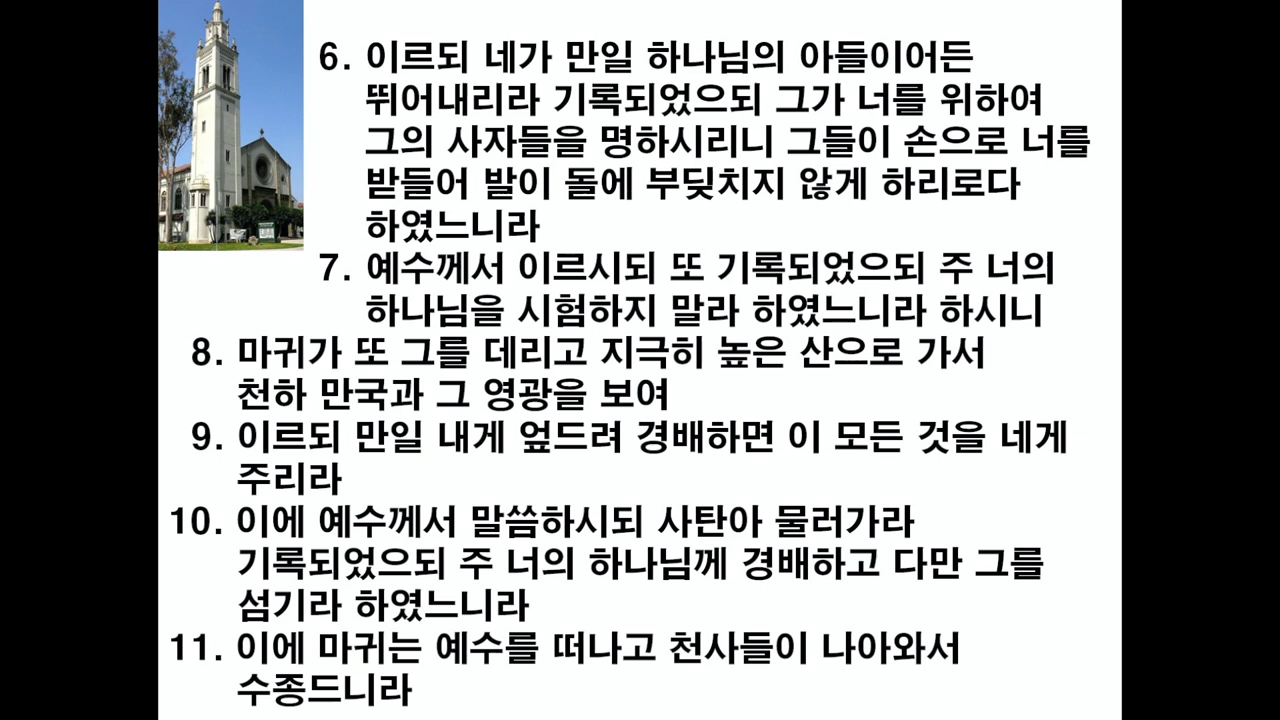 6. 이르되 네가 만일 하나님의 아들이어든
뛰어내리라 기록되었으되 그가 너를 위하여
그의 사자들을 명하시리니 그들이 손으로 너를
받들어 발이 돌에 부딪치지 않게 하리로다
하였느니라
7. 예수께서 이르시되 또 기록되었으되 주 너의
하나님을 시험하지 말라 하였느니라 하시니
8. 마귀가 또 그를 데리고 지극히 높은 산으로 가서
천하 만국과 그 영광을 보여
9. 이르되 만일 내게 엎드려 경배하면 이 모든 것을 네게
주리라
10. 이에 예수께서 말씀하시되 사탄아 물러가라
기록되었으되 주 너의 하나님께 경배하고 다만 그를
섬기라 하였느니라
11. 이에 마귀는 예수를 떠나고 천사들이 나아와서
수종드니라